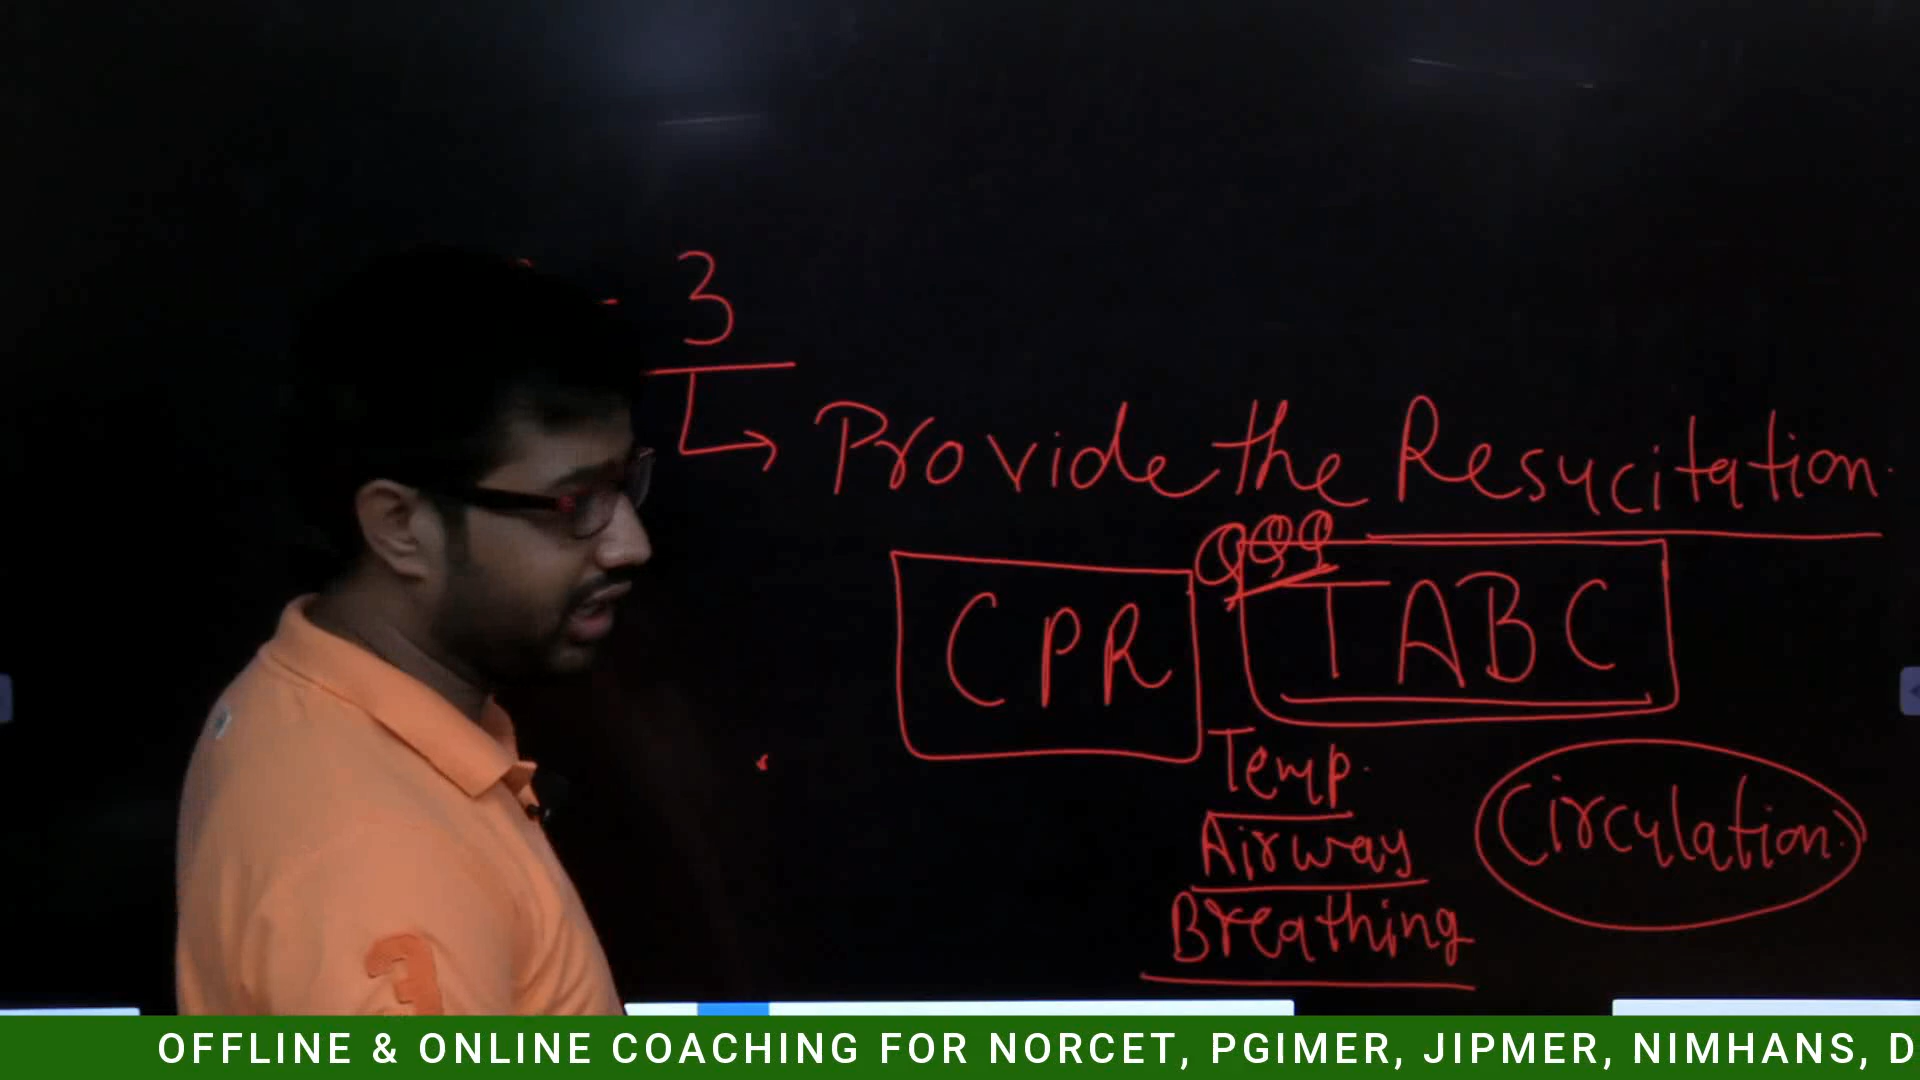 - 3
Provide the Resucitation.
CPR
TABC
Temp.
Airway
Breathing
Circulation.
OFFLINE & ONLINE COACHING FOR NORCET, PGIMER, JIPMER, NIMHANS, D